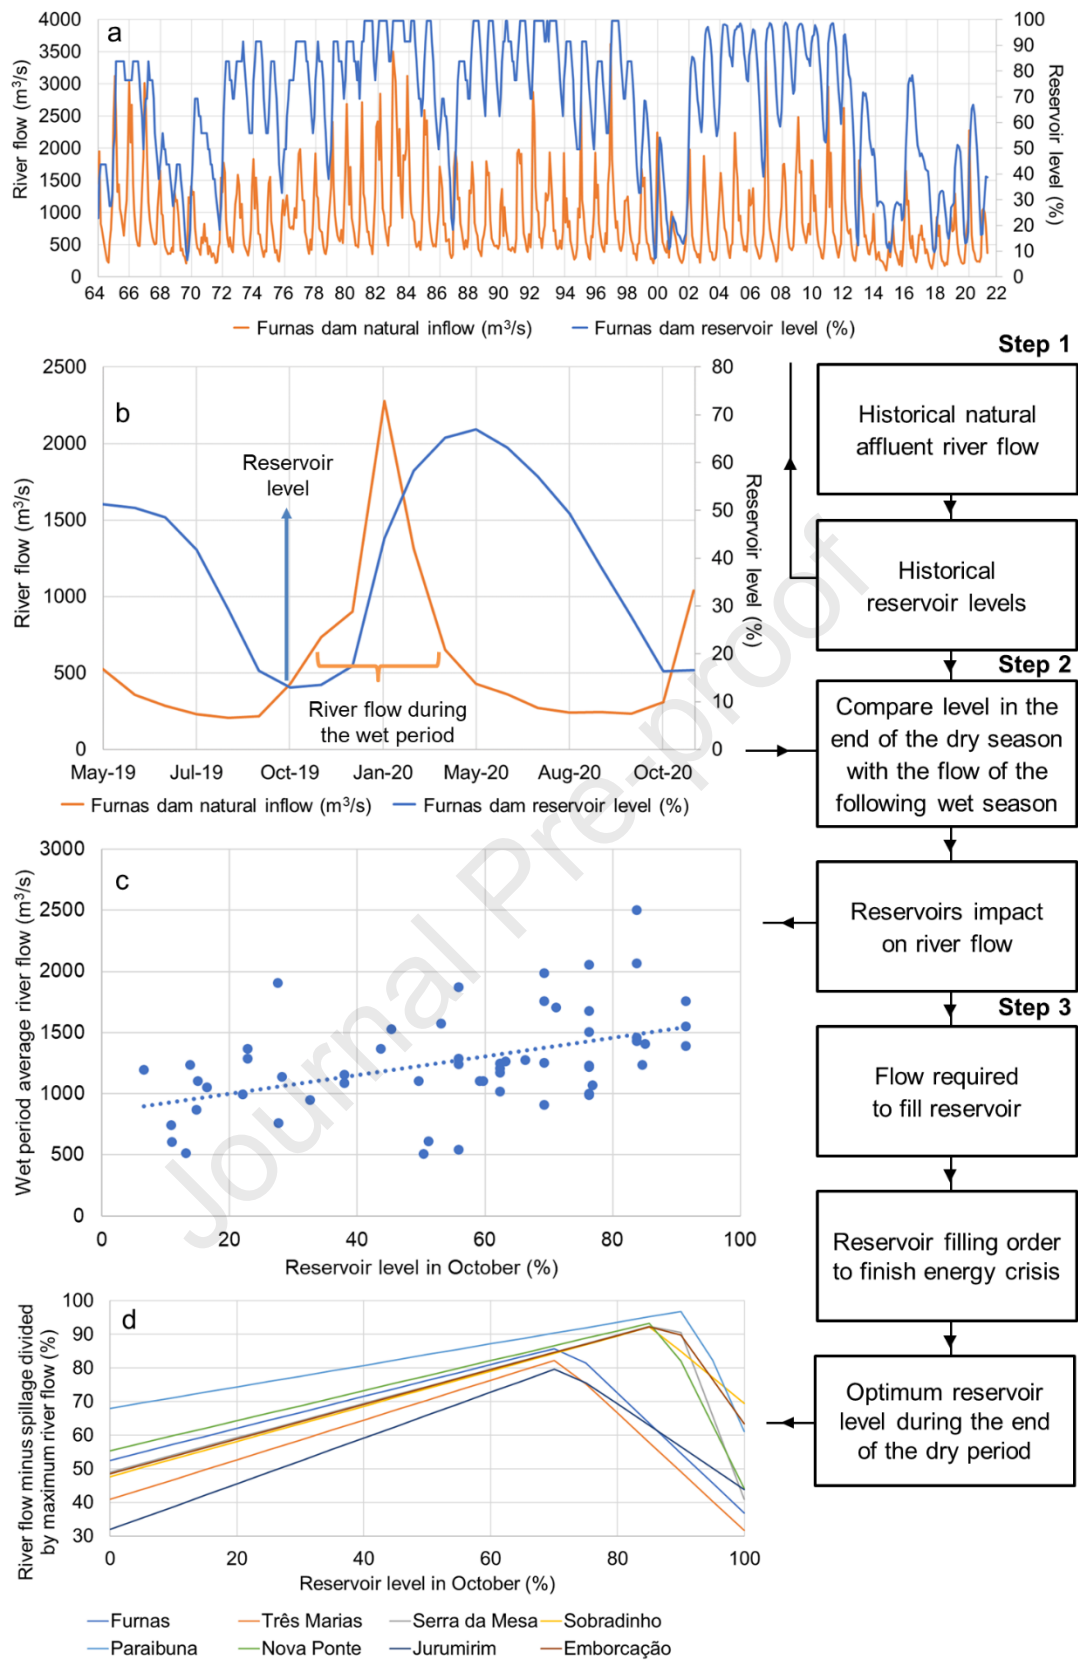 a
River flow (m³/s)
4000
3500
3000
2500
2000
1500
1000
500
0
100
90
80
70
60
50
40
30
20
10
0
Reservoir level (%)
64 66 68 70 72 74 76 78 80 82 84 86 88 90 92 94 96 98 00 02 04 06 08 10 12 14 16 18 20 22
Furnas dam natural inflow (m³/s) Furnas dam reservoir level (%)
b
River flow (m³/s)
2500
2000
1500
1000
500
0
80
70
60
50
40
30
20
10
0
Reservoir level (%)
Reservoir
level
River flow during
the wet period
May-19 Jul-19 Oct-19 Jan-20 May-20 Aug-20 Oct-20
Furnas dam natural inflow (m³/s) Furnas dam reservoir level (%)
c
Wet period average river flow (m³/s)
3000
2500
2000
1500
1000
500
0
0 20 40 60 80 100
Reservoir level in October (%)
d
River flow minus spillage divided
by maximum river flow (%)
100
90
80
70
60
50
40
30
0 20 40 60 80 100
Reservoir level in October (%)
Furnas Três Marias Serra da Mesa Sobradinho
Paraibuna Nova Ponte Jurumirim Emborcação
Step 1
Historical natural
affluent river flow
Historical
reservoir levels
Step 2
Compare level in the
end of the dry season
with the flow of the
following wet season
Reservoirs impact
on river flow
Step 3
Flow required
to fill reservoir
Reservoir filling order
to finish energy crisis
Optimum reservoir
level during the end
of the dry period
Journal Pre-proof